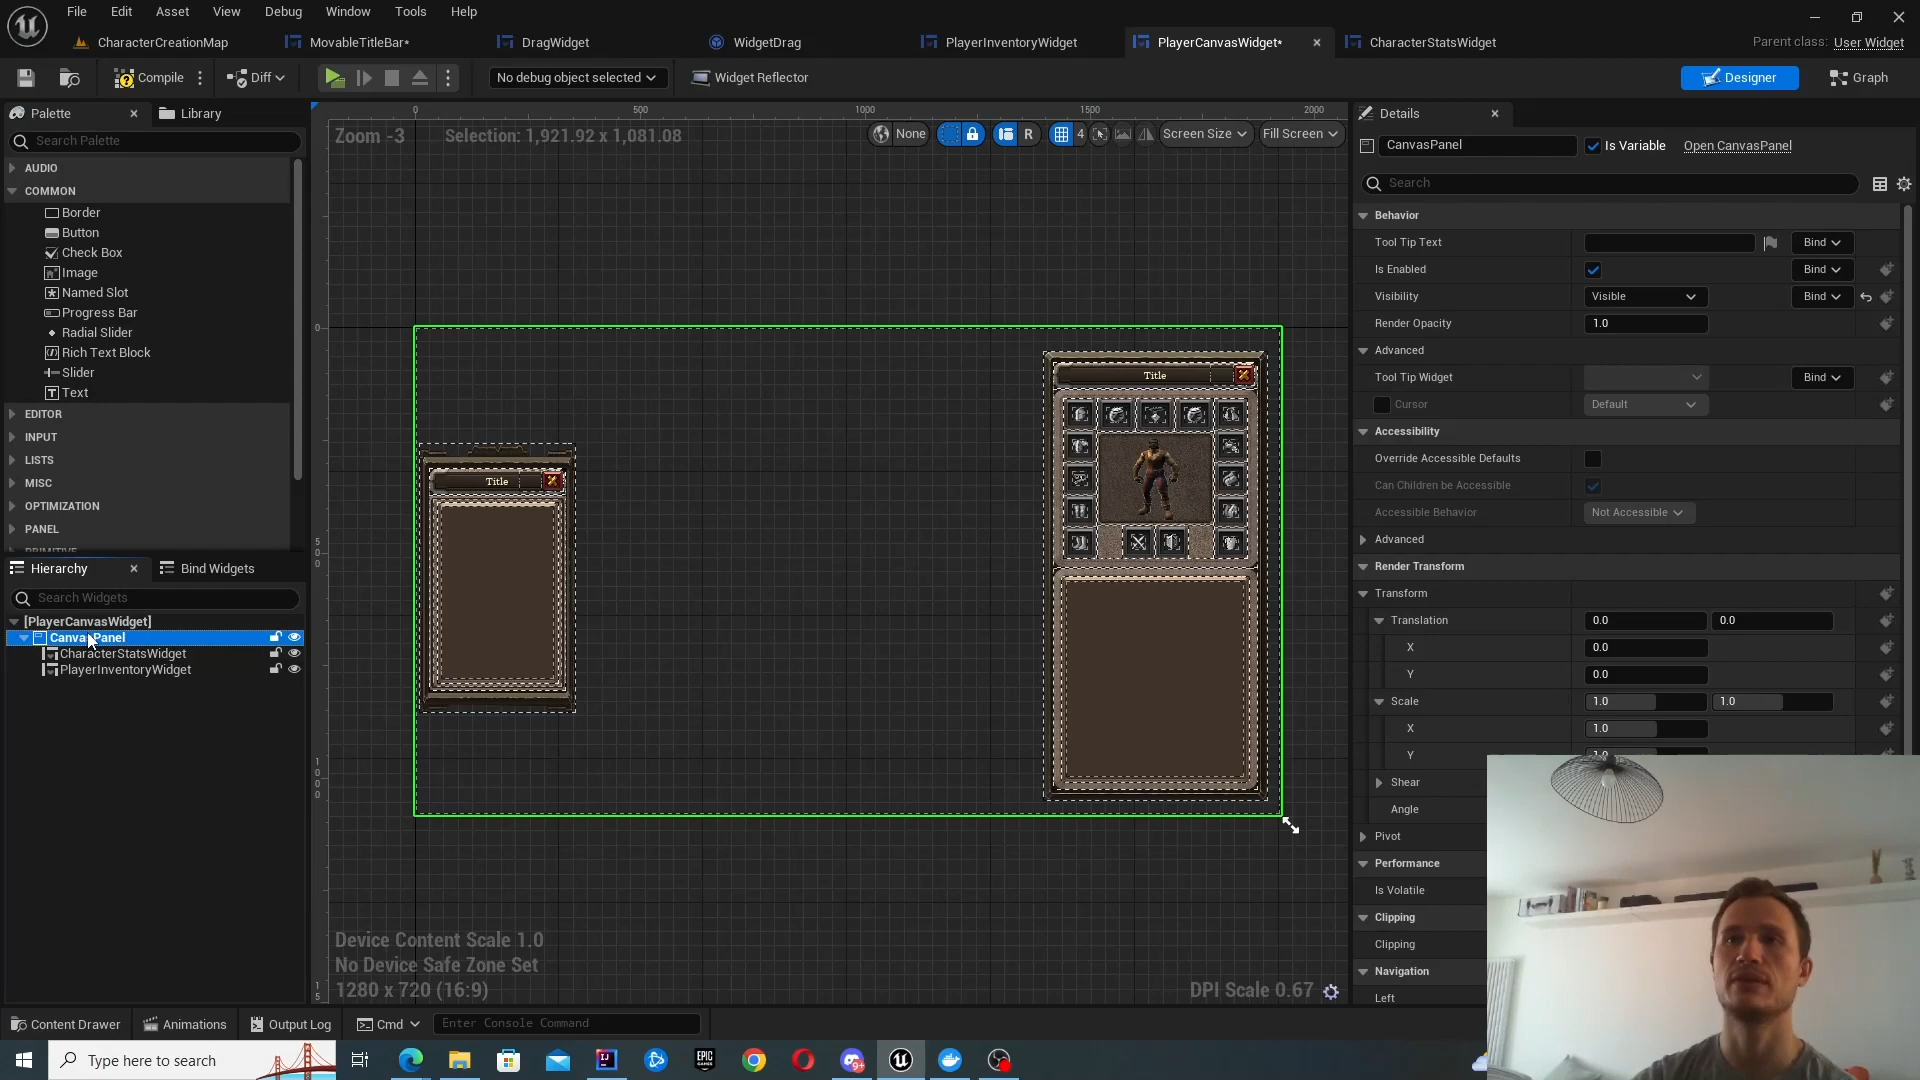 File Edit Asset View Debug Window Tools Help
CharacterCreationMap MovableTitleBar* DragWidget WidgetDrag PlayerInventoryWidget PlayerCanvasWidget* CharacterStatsWidget Parent class: User Widget
Compile Diff No debug object selected Widget Reflector Designer Graph
Palette Library
Search Palette
AUDIO
COMMON
Border
Button
Check Box
Image
Named Slot
Progress Bar
Radial Slider
Rich Text Block
Slider
Text
EDITOR
INPUT
LISTS
MISC
OPTIMIZATION
PANEL
PRIMITIVE
Hierarchy Bind Widgets
Search Widgets
[PlayerCanvasWidget]
CanvasPanel
CharacterStatsWidget
PlayerInventoryWidget
0 500 1000 1500 2000
Zoom -3 Selection: 1,921.92 x 1,081.08 None R 4 Screen Size Fill Screen
0
500
1000
15
Title
Title
Device Content Scale 1.0
No Device Safe Zone Set
1280 x 720 (16:9) DPI Scale 0.67
Details
CanvasPanel Is Variable Open CanvasPanel
Search
Behavior
Tool Tip Text Bind
Is Enabled Bind
Visibility Visible Bind
Render Opacity 1.0
Advanced
Tool Tip Widget Bind
Cursor Default
Accessibility
Override Accessible Defaults
Can Children be Accessible
Accessible Behavior Not Accessible
Advanced
Render Transform
Transform
Translation 0.0 0.0
X 0.0
Y 0.0
Scale 1.0 1.0
X 1.0
Y 1.0
Shear
Angle
Pivot
Performance
Is Volatile
Clipping
Clipping
Navigation
Left
Content Drawer Animations Output Log Cmd Enter Console Command
Type here to search EPIC GAMES 9+